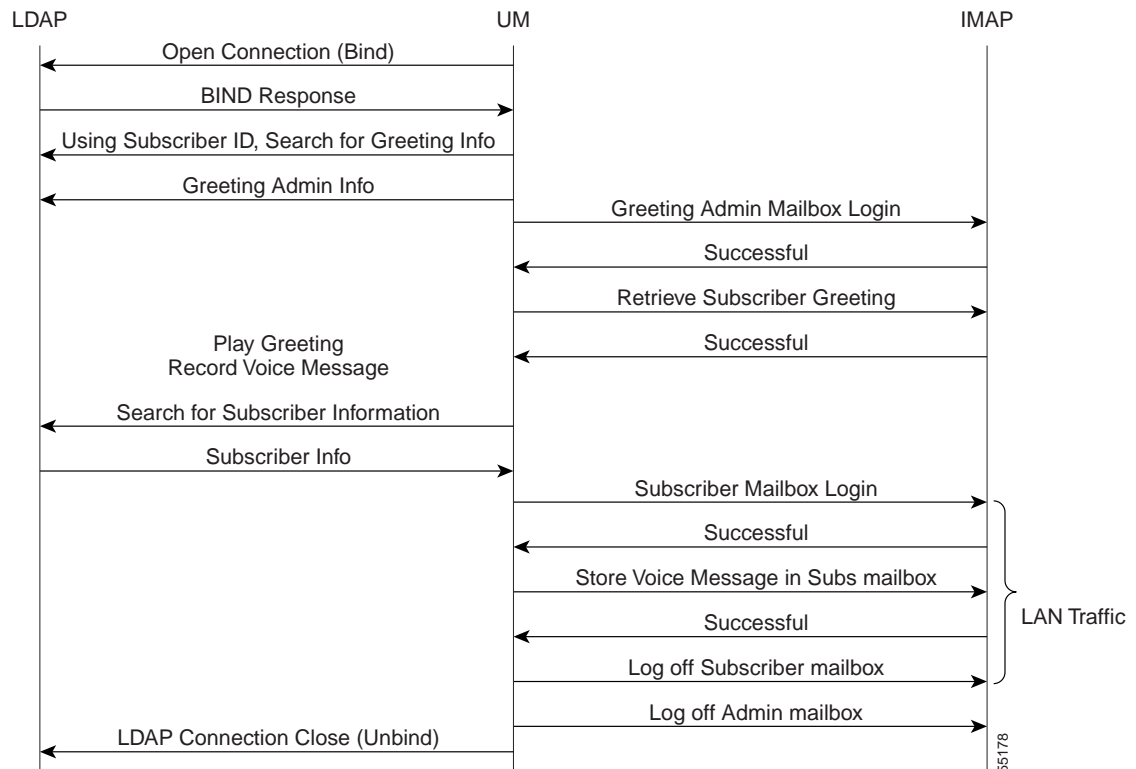 LDAP
UM
IMAP
Open Connection (Bind)
BIND Response
Using Subscriber ID, Search for Greeting Info
Greeting Admin Info
Greeting Admin Mailbox Login
Successful
Retrieve Subscriber Greeting
Successful
Play Greeting
Record Voice Message
Search for Subscriber Information
Subscriber Info
Subscriber Mailbox Login
Successful
Store Voice Message in Subs mailbox
Successful
LAN Traffic
Log off Subscriber mailbox
Log off Admin mailbox
LDAP Connection Close (Unbind)